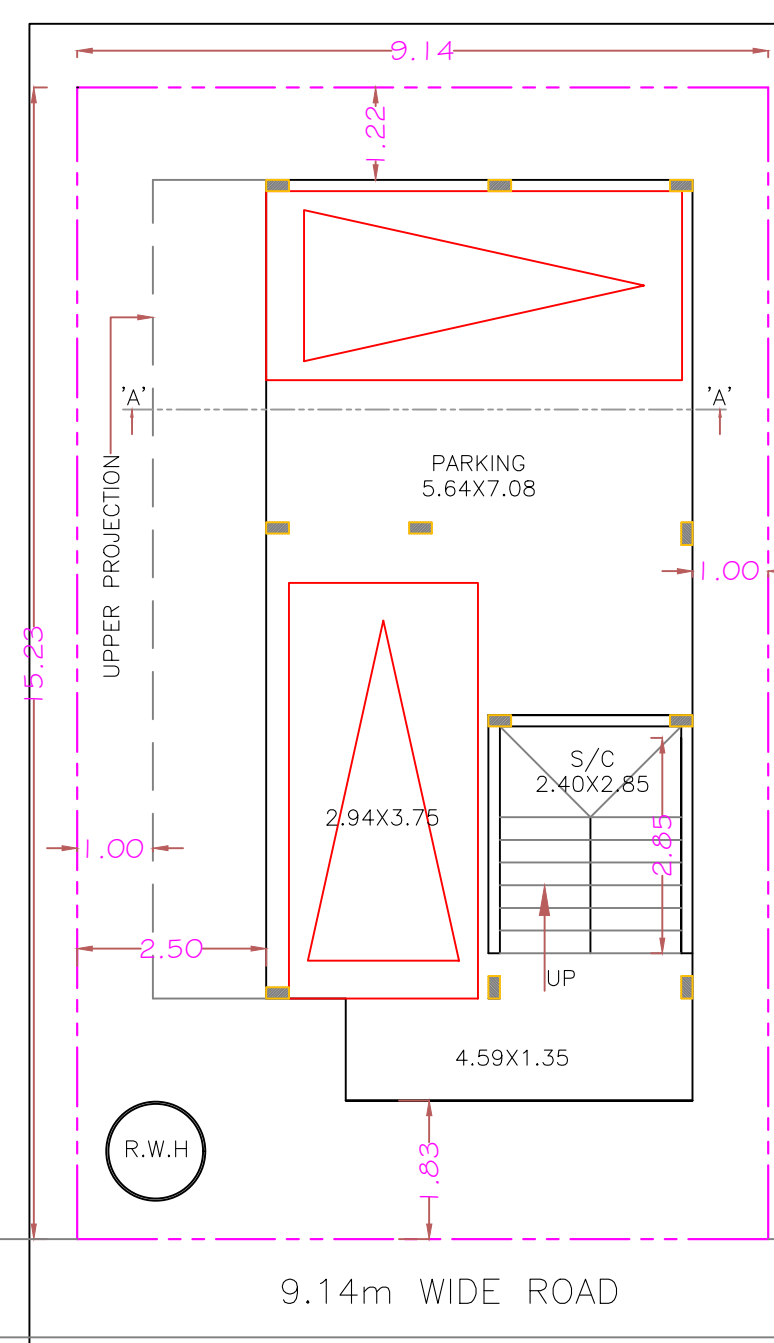 9.14
1.22
'A'
'A'
PARKING
5.64X7.08
UPPER PROJECTION
1.00
15.23
S/C
2.40X2.85
2.94X3.75
2.85
1.00
2.50
UP
4.59X1.35
R.W.H
1.83
9.14m WIDE ROAD